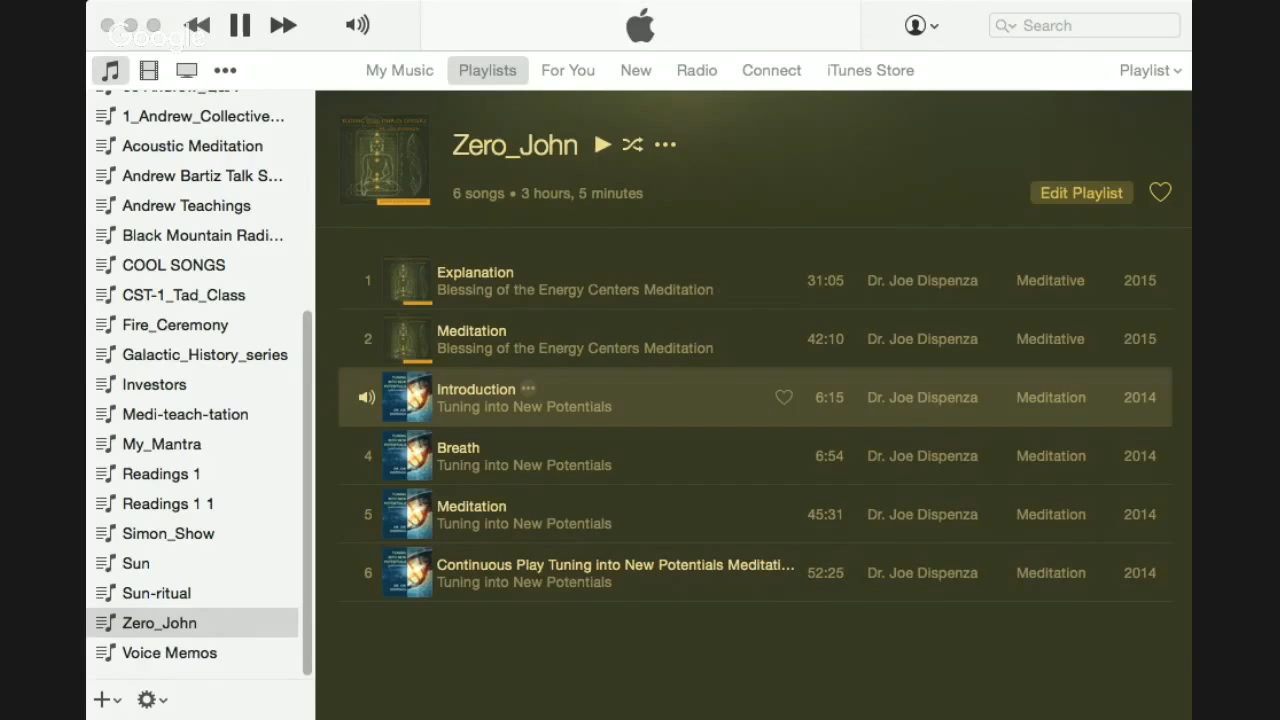 Google
Search
My Music
Playlists
For You
New
Radio
Connect
iTunes Store
Playlist
1_Andrew_Collective...
Acoustic Meditation
Andrew Bartiz Talk S...
Andrew Teachings
Black Mountain Radi...
COOL SONGS
CST-1_Tad_Class
Fire_Ceremony
Galactic_History_series
Investors
Medi-teach-tation
My_Mantra
Readings 1
Readings 1 1
Simon_Show
Sun
Sun-ritual
Zero_John
Voice Memos
Zero_John
6 songs • 3 hours, 5 minutes
Edit Playlist
1 Explanation 31:05 Dr. Joe Dispenza Meditative 2015
Blessing of the Energy Centers Meditation
2 Meditation 42:10 Dr. Joe Dispenza Meditative 2015
Blessing of the Energy Centers Meditation
Introduction 6:15 Dr. Joe Dispenza Meditation 2014
Tuning into New Potentials
4 Breath 6:54 Dr. Joe Dispenza Meditation 2014
Tuning into New Potentials
5 Meditation 45:31 Dr. Joe Dispenza Meditation 2014
Tuning into New Potentials
6 Continuous Play Tuning into New Potentials Meditati... 52:25 Dr. Joe Dispenza Meditation 2014
Tuning into New Potentials